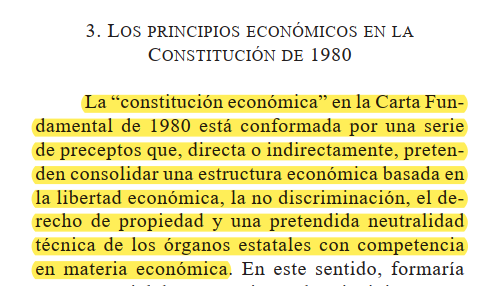 3. Los principios económicos en la
Constitución de 1980
La “constitución económica” en la Carta Fun-
damental de 1980 está conformada por una serie
de preceptos que, directa o indirectamente, preten-
den consolidar una estructura económica basada en
la libertad económica, la no discriminación, el de-
recho de propiedad y una pretendida neutralidad
técnica de los órganos estatales con competencia
en materia económica. En este sentido, formaría